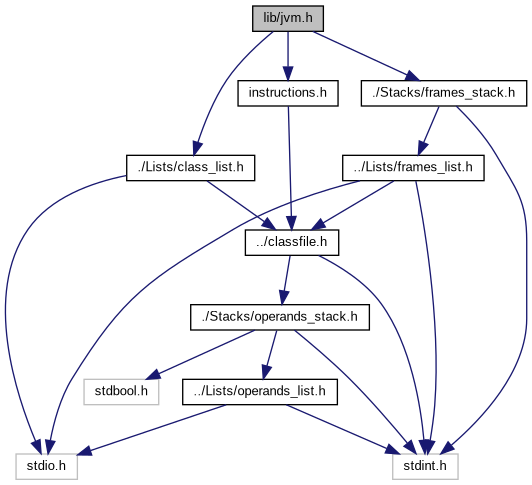 lib/jvm.h
instructions.h
./Stacks/frames_stack.h
./Lists/class_list.h
../Lists/frames_list.h
../classfile.h
./Stacks/operands_stack.h
stdbool.h
../Lists/operands_list.h
stdio.h
stdint.h